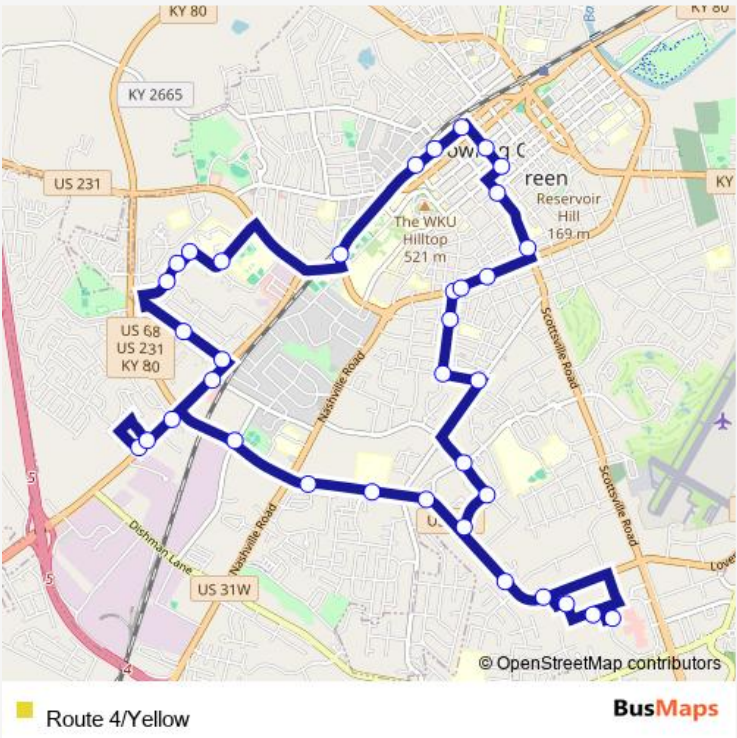 KY 80
KY 80
KY 2665
US 231
KY
owling C
reen
Reservoir
Hill
169 m
The WKU
Hilltop
521 m
US 68
US 231
KY 80
Scottsville Road
Nashville Road
5
Scottsville Road
U
Dishman Lane
Nashville Road
5
Love
US 31W
4
© OpenStreetMap contributors
Route 4/Yellow
BusMaps